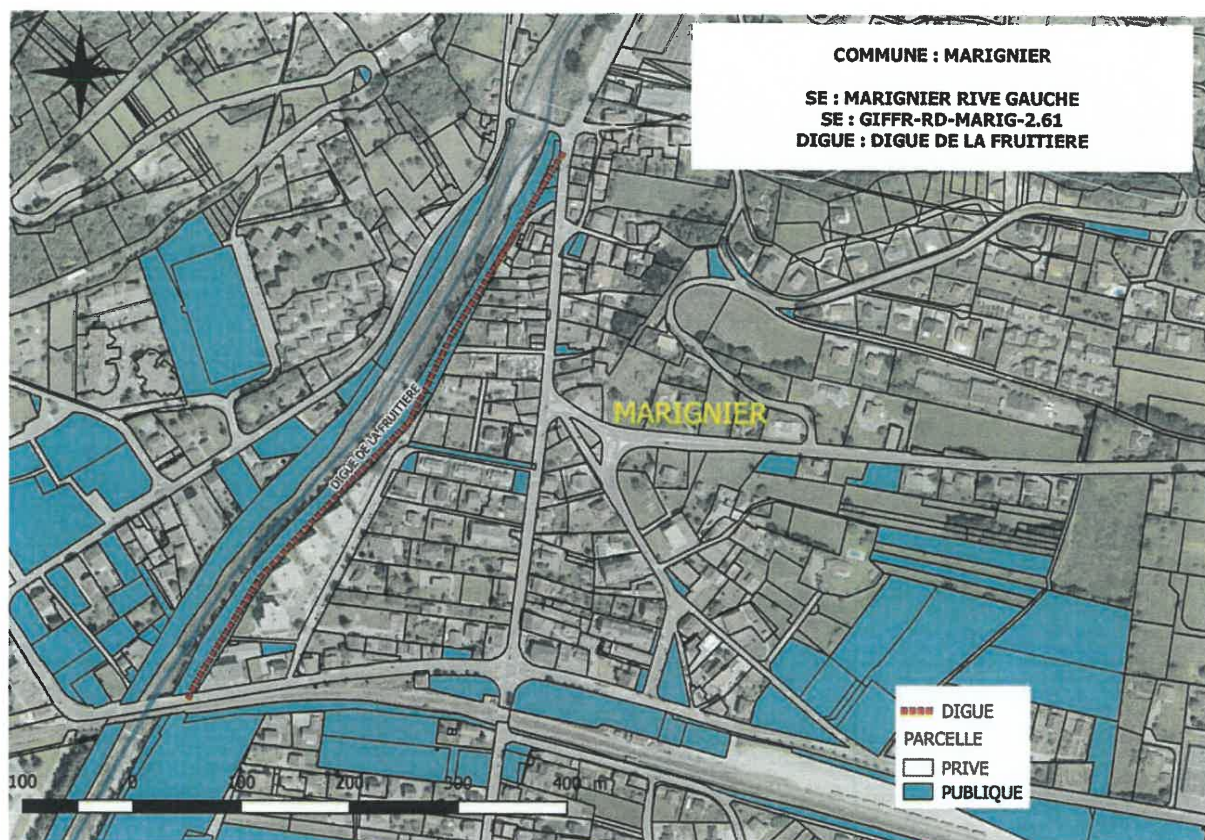 COMMUNE : MARIGNIER
SE : MARIGNIER RIVE GAUCHE
SE : GIFFR-RD-MARIG-2.61
DIGUE : DIGUE DE LA FRUITIERE
DIGUE DE LA FRUITIÈRE
MARIGNIER
DIGUE
PARCELLE
PRIVE
PUBLIQUE
100 0 100 200 300 400 m